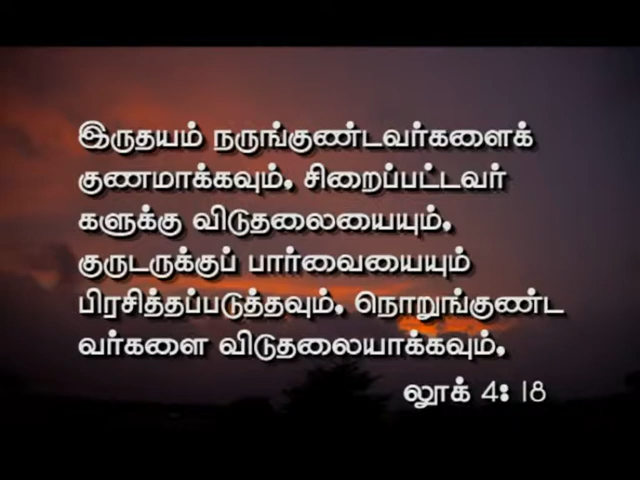 இருதயம் நருங்குண்டவர்களைக்
குணமாக்கவும், சிறைப்பட்டவர்
களுக்கு விடுதலையையும்,
குருடருக்குப் பார்வையையும்
பிரசித்தப்படுத்தவும், நொறுங்குண்ட
வர்களை விடுதலையாக்கவும்,
லூக் 4: 18